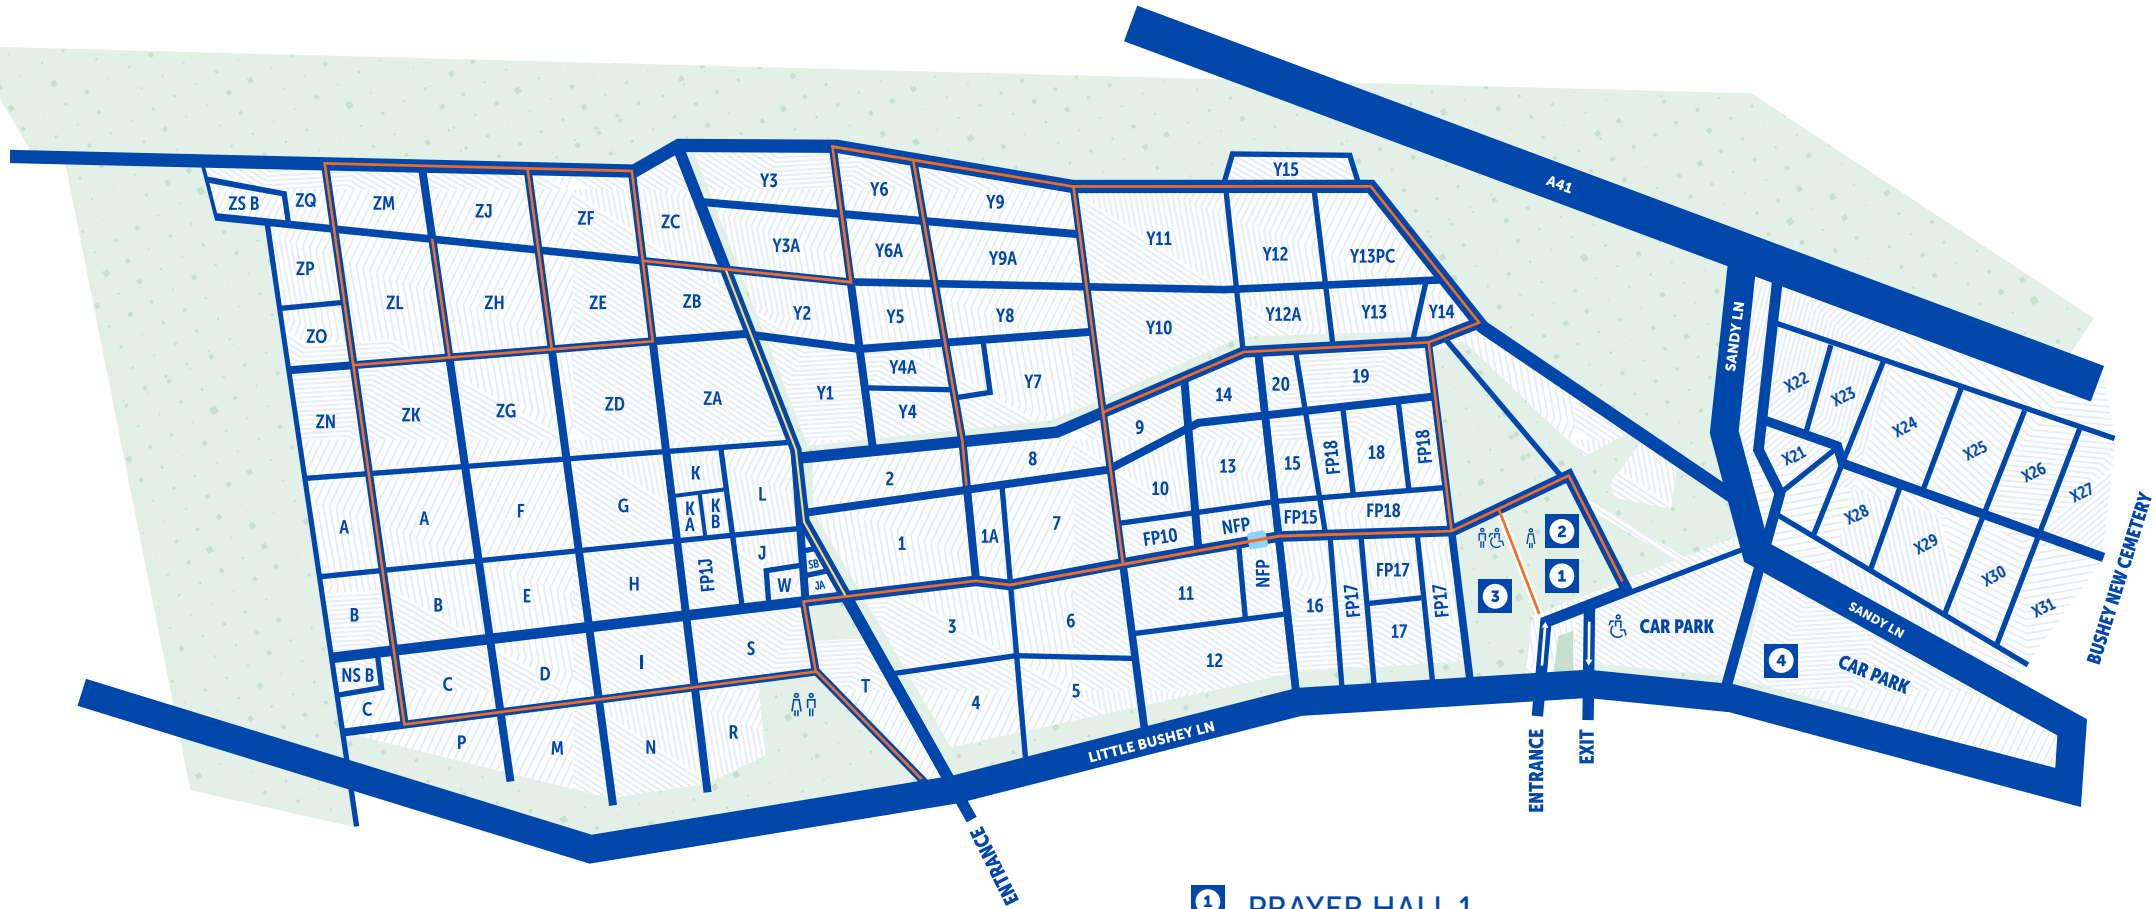 Y15
A41
Y3
Y6
Y9
ZS B
ZQ
ZM
ZJ
ZF
ZC
Y3A
Y6A
Y9A
Y11
Y12
Y13PC
ZP
ZL
ZH
ZE
ZB
Y2
Y5
Y8
Y10
Y12A
Y13
Y14
SANDY LN
ZO
Y4A
Y7
Y1
Y4
14
20
19
X22
X23
X24
X25
X26
X27
X21
ZN
ZK
ZG
ZD
ZA
9
8
2
13
15
FP18
18
FP18
K
K
A
K
B
L
10
A
A
F
G
1
1A
7
FP10
NFP
FP15
FP18
2
X28
X29
X30
X31
BUSHEY NEW CEMETERY
FP1J
J
W
SB
JA
NFP
FP17
1
3
B
B
E
H
3
6
11
16
FP17
17
FP17
CAR PARK
SANDY LN
NS B
C
C
D
I
S
T
12
4
CAR PARK
4
5
P
M
N
R
LITTLE BUSHEY LN
ENTRANCE
EXIT
ENTRANCE
1 PRAYER HALL 1